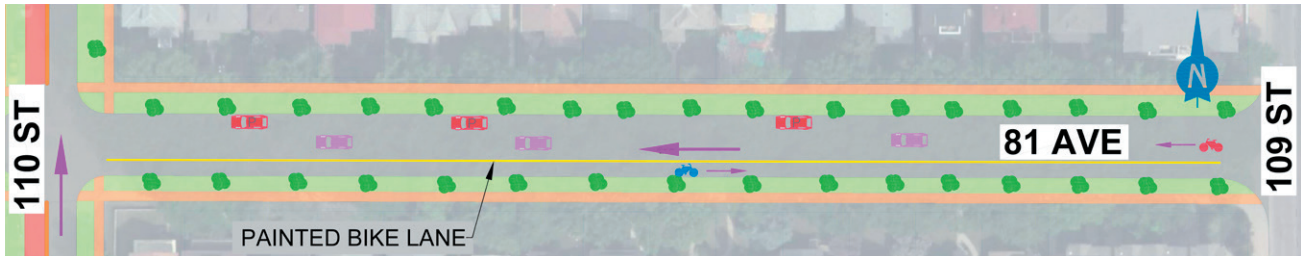 110 ST
PAINTED BIKE LANE
81 AVE
N
109 ST